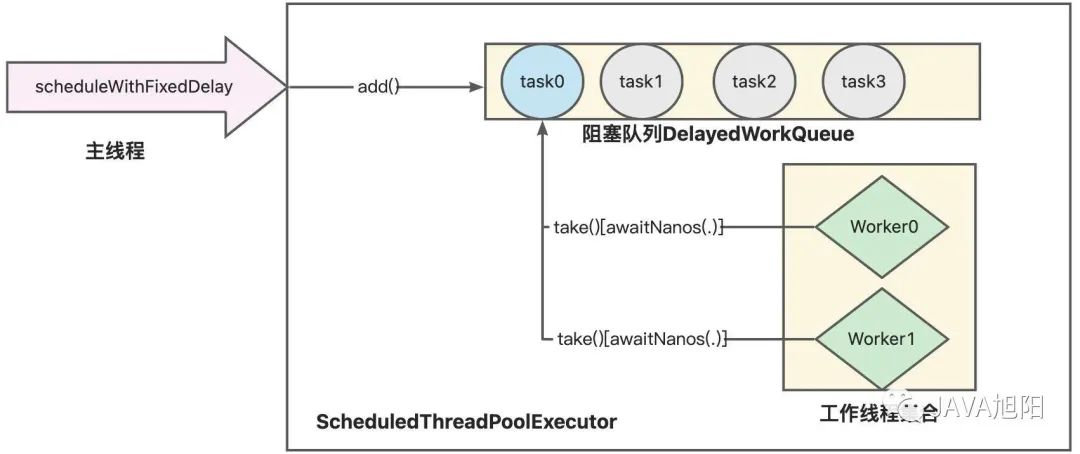 scheduleWithFixedDelay
主线程
add()
task0
task1
task2
task3
阻塞队列DelayedWorkQueue
take()[awaitNanos(.)]
Worker0
take()[awaitNanos(.)]
Worker1
工作线程集合
JAVA旭阳
ScheduledThreadPoolExecutor